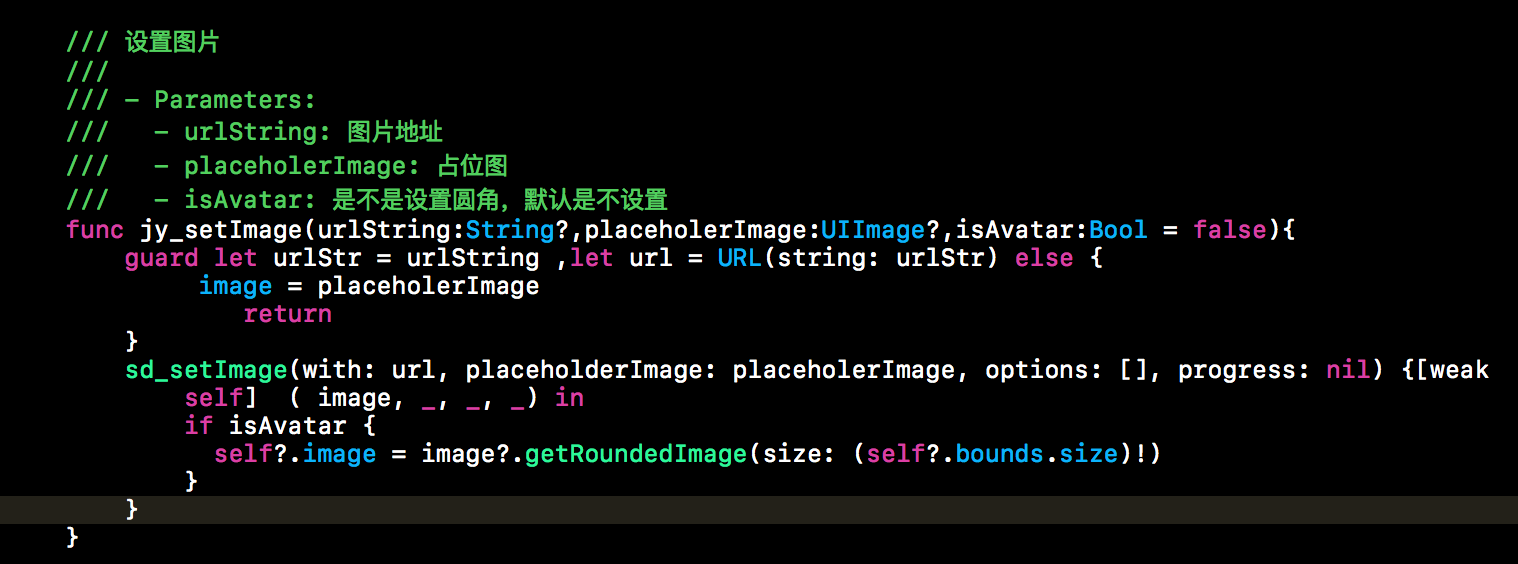 /// 设置图片
///
/// - Parameters:
///   - urlString: 图片地址
///   - placeholerImage: 占位图
///   - isAvatar: 是不是设置圆角，默认是不设置
func jy_setImage(urlString:String?,placeholerImage:UIImage?,isAvatar:Bool = false){
    guard let urlStr = urlString ,let url = URL(string: urlStr) else {
         image = placeholerImage
            return
    }
    sd_setImage(with: url, placeholderImage: placeholerImage, options: [], progress: nil) {[weak
        self]  ( image, _, _, _) in
        if isAvatar {
          self?.image = image?.getRoundedImage(size: (self?.bounds.size)!)
        }
    }
}